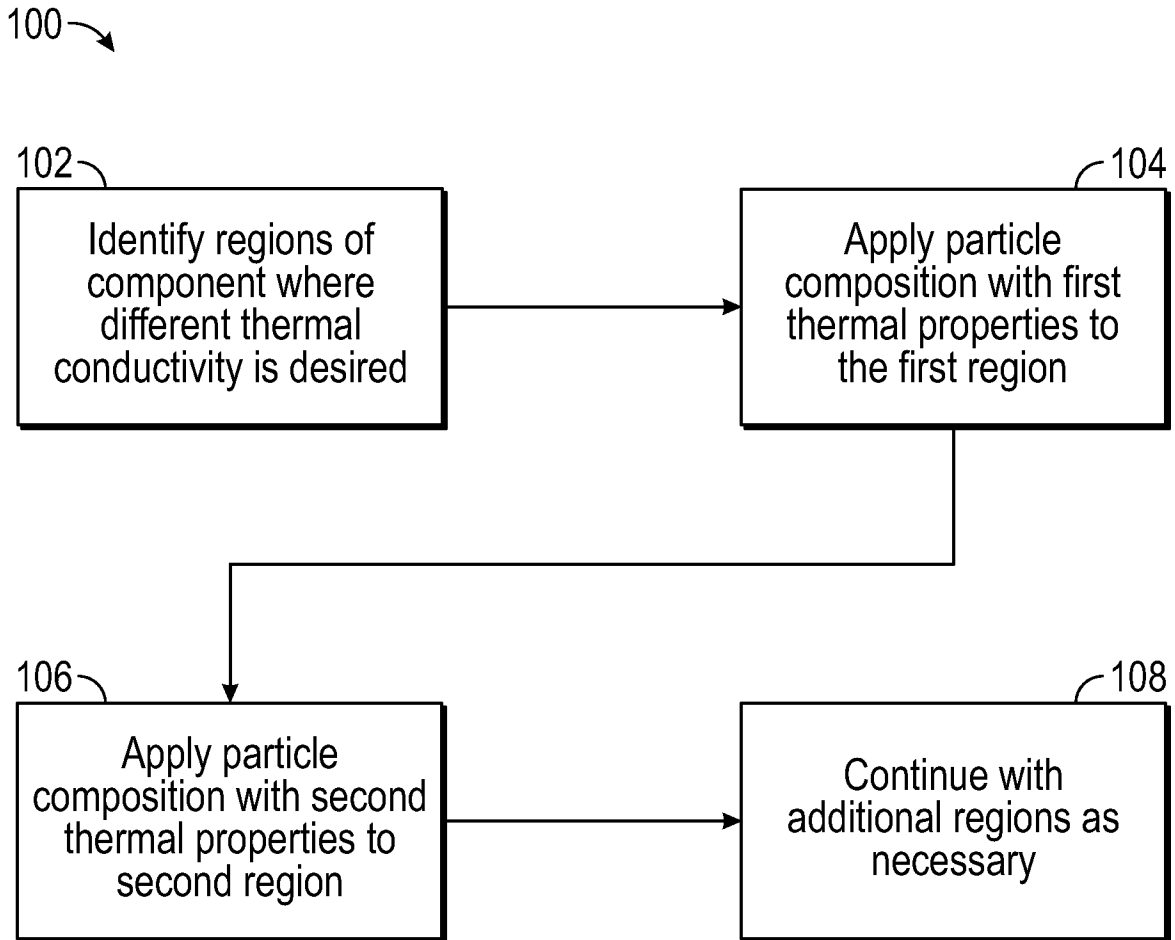 100
102
Identify regions of
component where
different thermal
conductivity is desired
104
Apply particle
composition with first
thermal properties to
the first region
106
Apply particle
composition with second
thermal properties to
second region
108
Continue with
additional regions as
necessary